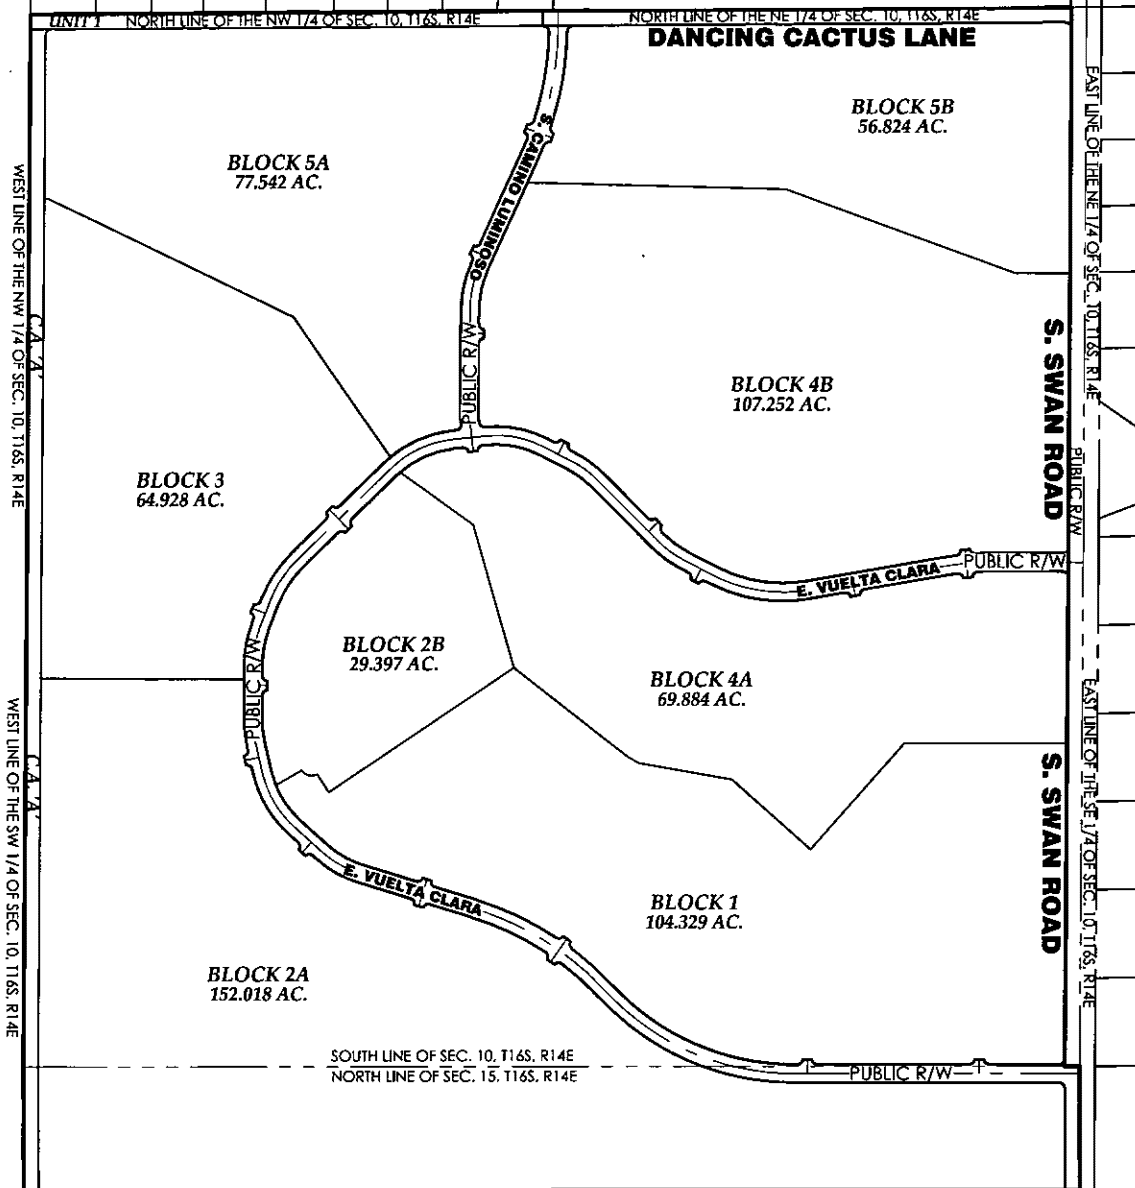 UNIT 1
NORTH LINE OF THE NW 1/4 OF SEC. 10, T16S, R14E
NORTH LINE OF THE NE 1/4 OF SEC. 10, T16S, R14E
DANCING CACTUS LANE
BLOCK 5B
56.824 AC.
BLOCK 5A
77.542 AC.
S. CAMINO LUMINOSO
EAST LINE OF THE NE 1/4 OF SEC. 10, T16S, R14E
WEST LINE OF THE NW 1/4 OF SEC. 10, T16S, R14E
C.A. 'A'
PUBLIC R/W
S. SWAN ROAD
BLOCK 4B
107.252 AC.
BLOCK 3
64.928 AC.
PUBLIC R/W
E. VUELTA CLARA
PUBLIC R/W
BLOCK 2B
29.397 AC.
PUBLIC R/W
BLOCK 4A
69.884 AC.
WEST LINE OF THE SW 1/4 OF SEC. 10, T16S, R14E
C.A. 'A'
EAST LINE OF THE SE 1/4 OF SEC. 10, T16S, R14E
S. SWAN ROAD
E. VUELTA CLARA
BLOCK 1
104.329 AC.
BLOCK 2A
152.018 AC.
SOUTH LINE OF SEC. 10, T16S, R14E
NORTH LINE OF SEC. 15, T16S, R14E
PUBLIC R/W